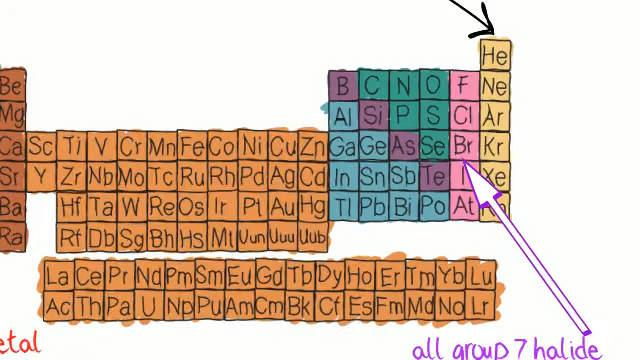 He
Be B C N O F Ne
Mg Al Si P S Cl Ar
Ca Sc Ti V Cr Mn Fe Co Ni Cu Zn Ga Ge As Se Br Kr
Sr Y Zr Nb Mo Tc Ru Rh Pd Ag Cd In Sn Sb Te I Xe
Ba Hf Ta W Re Os Ir Pt Au Hg Tl Pb Bi Po At
Ra Rf Db Sg Bh Hs Mt Uun Uuu Uub
La Ce Pr Nd Pm Sm Eu Gd Tb Dy Ho Er Tm Yb Lu
Ac Th Pa U Np Pu Am Cm Bk Cf Es Fm Md No Lr
etal
all grouD 7 halide